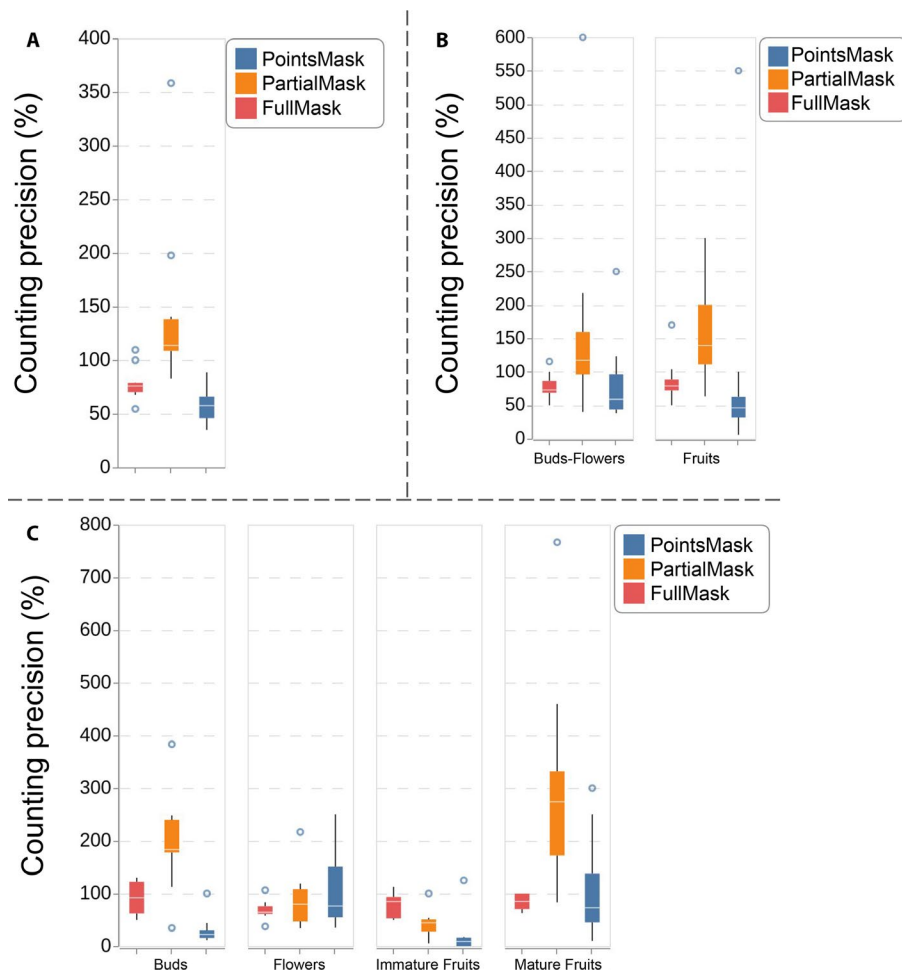 A
Counting precision (%)
400
350
300
250
200
150
100
50
0
PointsMask
PartialMask
FullMask
B
Counting precision (%)
600
550
500
450
400
350
300
250
200
150
100
50
0
Buds-Flowers
Fruits
PointsMask
PartialMask
FullMask
C
Counting precision (%)
800
700
600
500
400
300
200
100
0
Buds
Flowers
Immature Fruits
Mature Fruits
PointsMask
PartialMask
FullMask